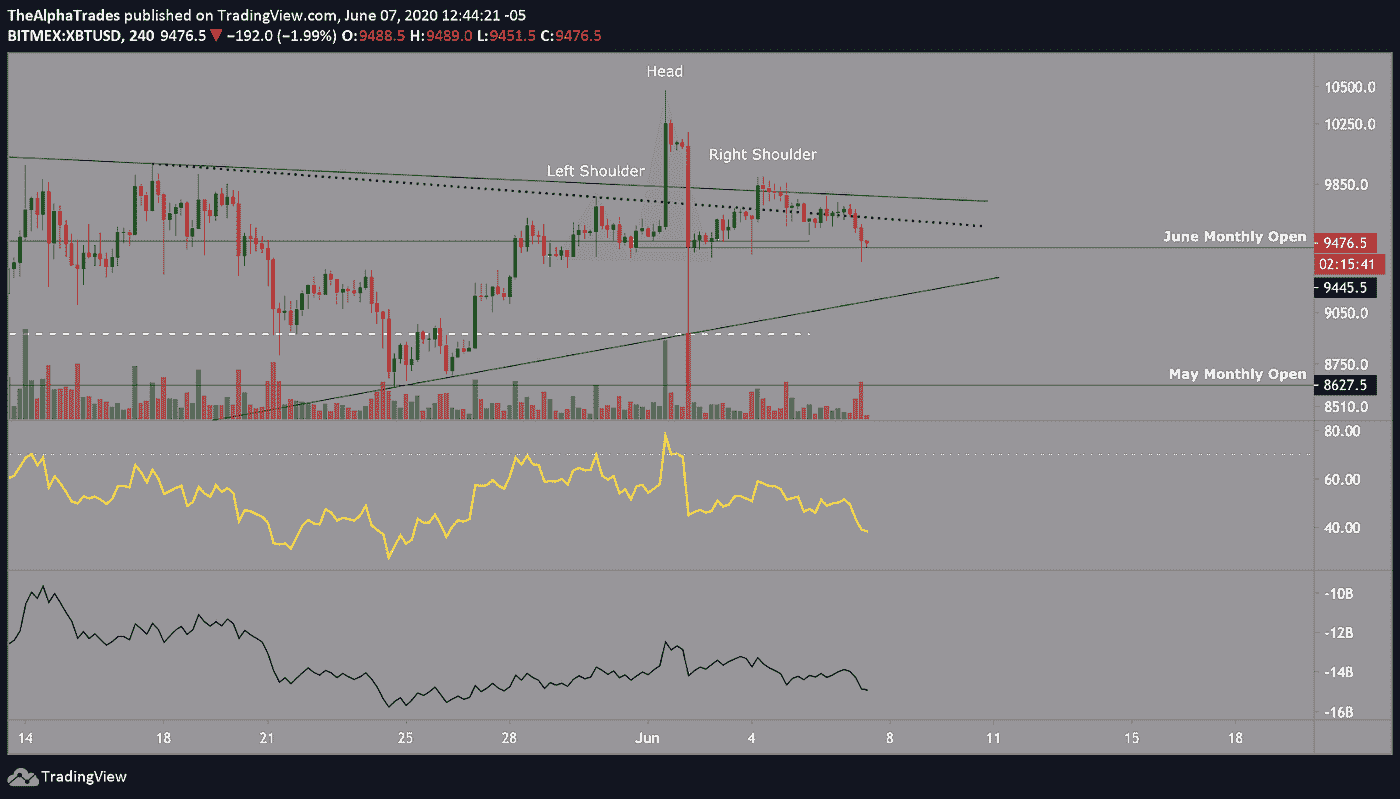 TheAlphaTrades published on TradingView.com, June 07, 2020 12:44:21 -05
BITMEX:XBTUSD, 240 9476.5 ▼ −192.0 (−1.99%) O:9488.5 H:9489.0 L:9451.5 C:9476.5
Head
10500.0
10250.0
Right Shoulder
Left Shoulder
9850.0
June Monthly Open
9476.5
02:15:41
9445.5
9050.0
8750.0
May Monthly Open
8627.5
8510.0
80.00
60.00
40.00
-10B
-12B
-14B
-16B
14 18 21 25 28 Jun 4 8 11 15 18
TradingView